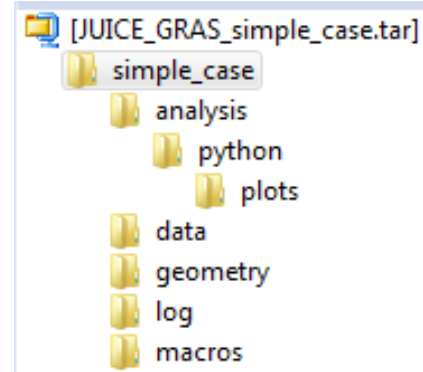 [JUICE_GRAS_simple_case.tar]
simple_case
analysis
python
plots
data
geometry
log
macros